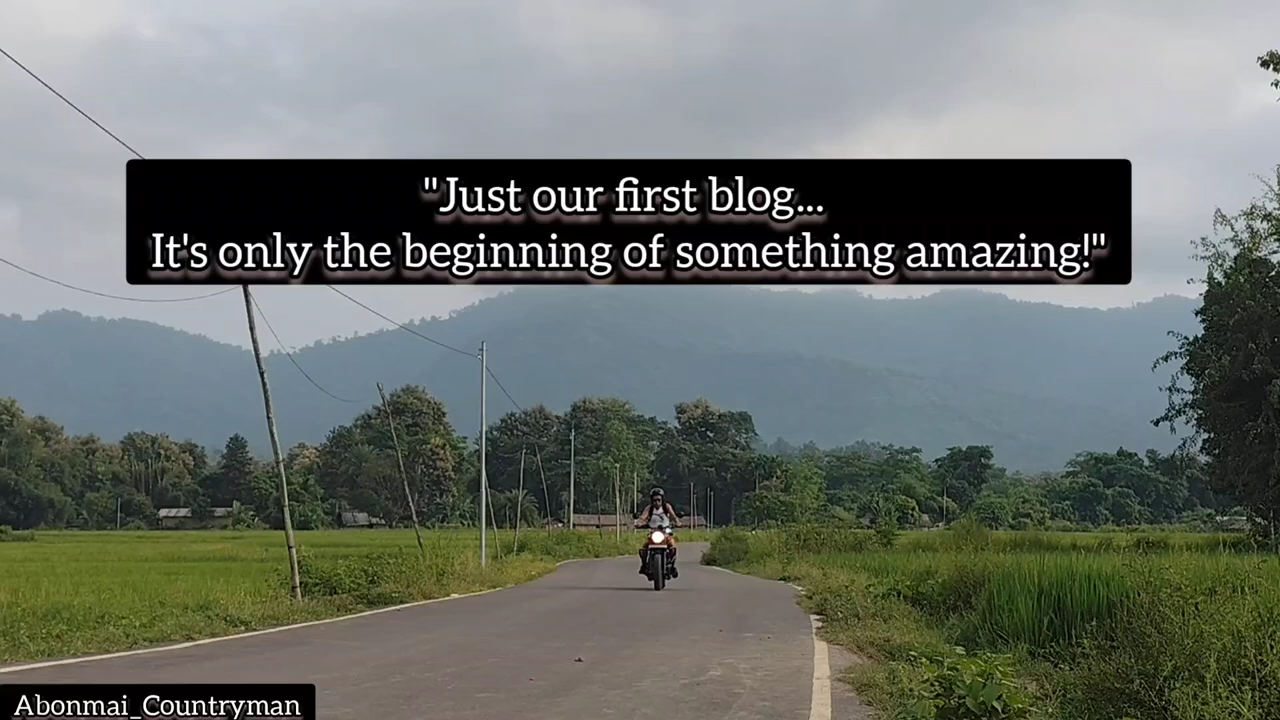 "Just our first blog...
It's only the beginning of something amazing!"
Abonmai_Countryman